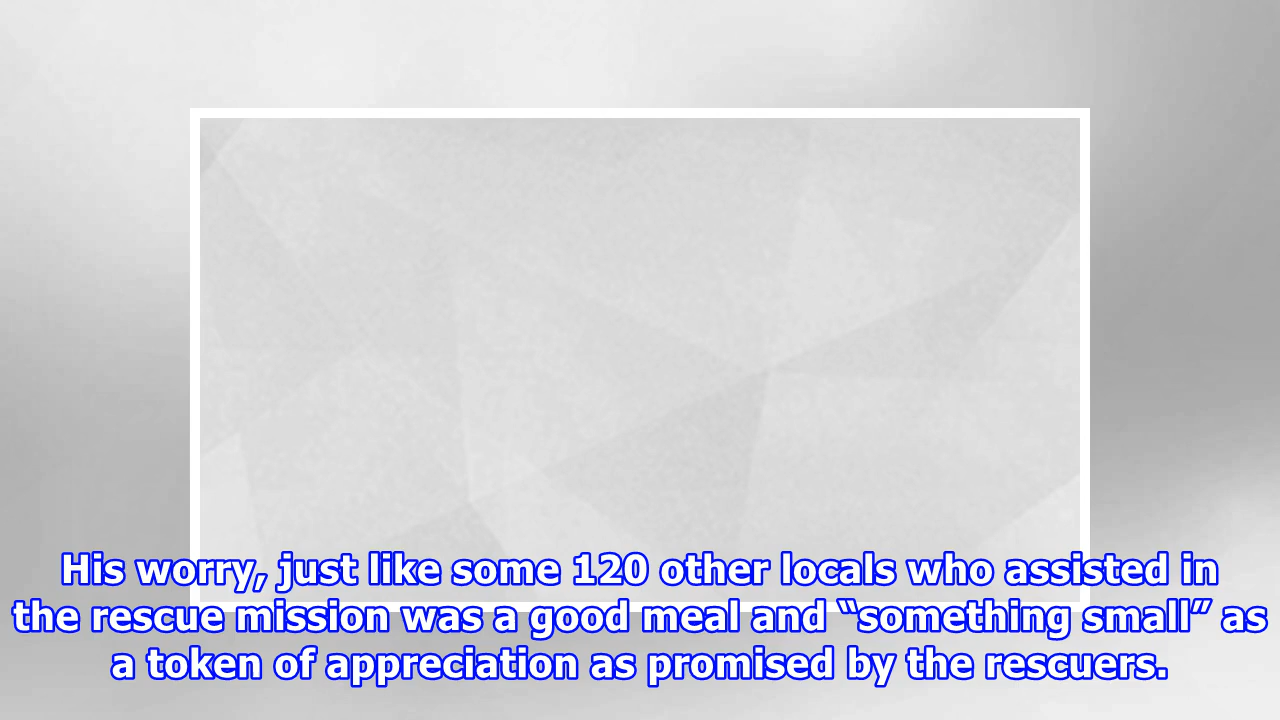 His worry, just like some 120 other locals who assisted in
the rescue mission was a good meal and “something small” as
a token of appreciation as promised by the rescuers.